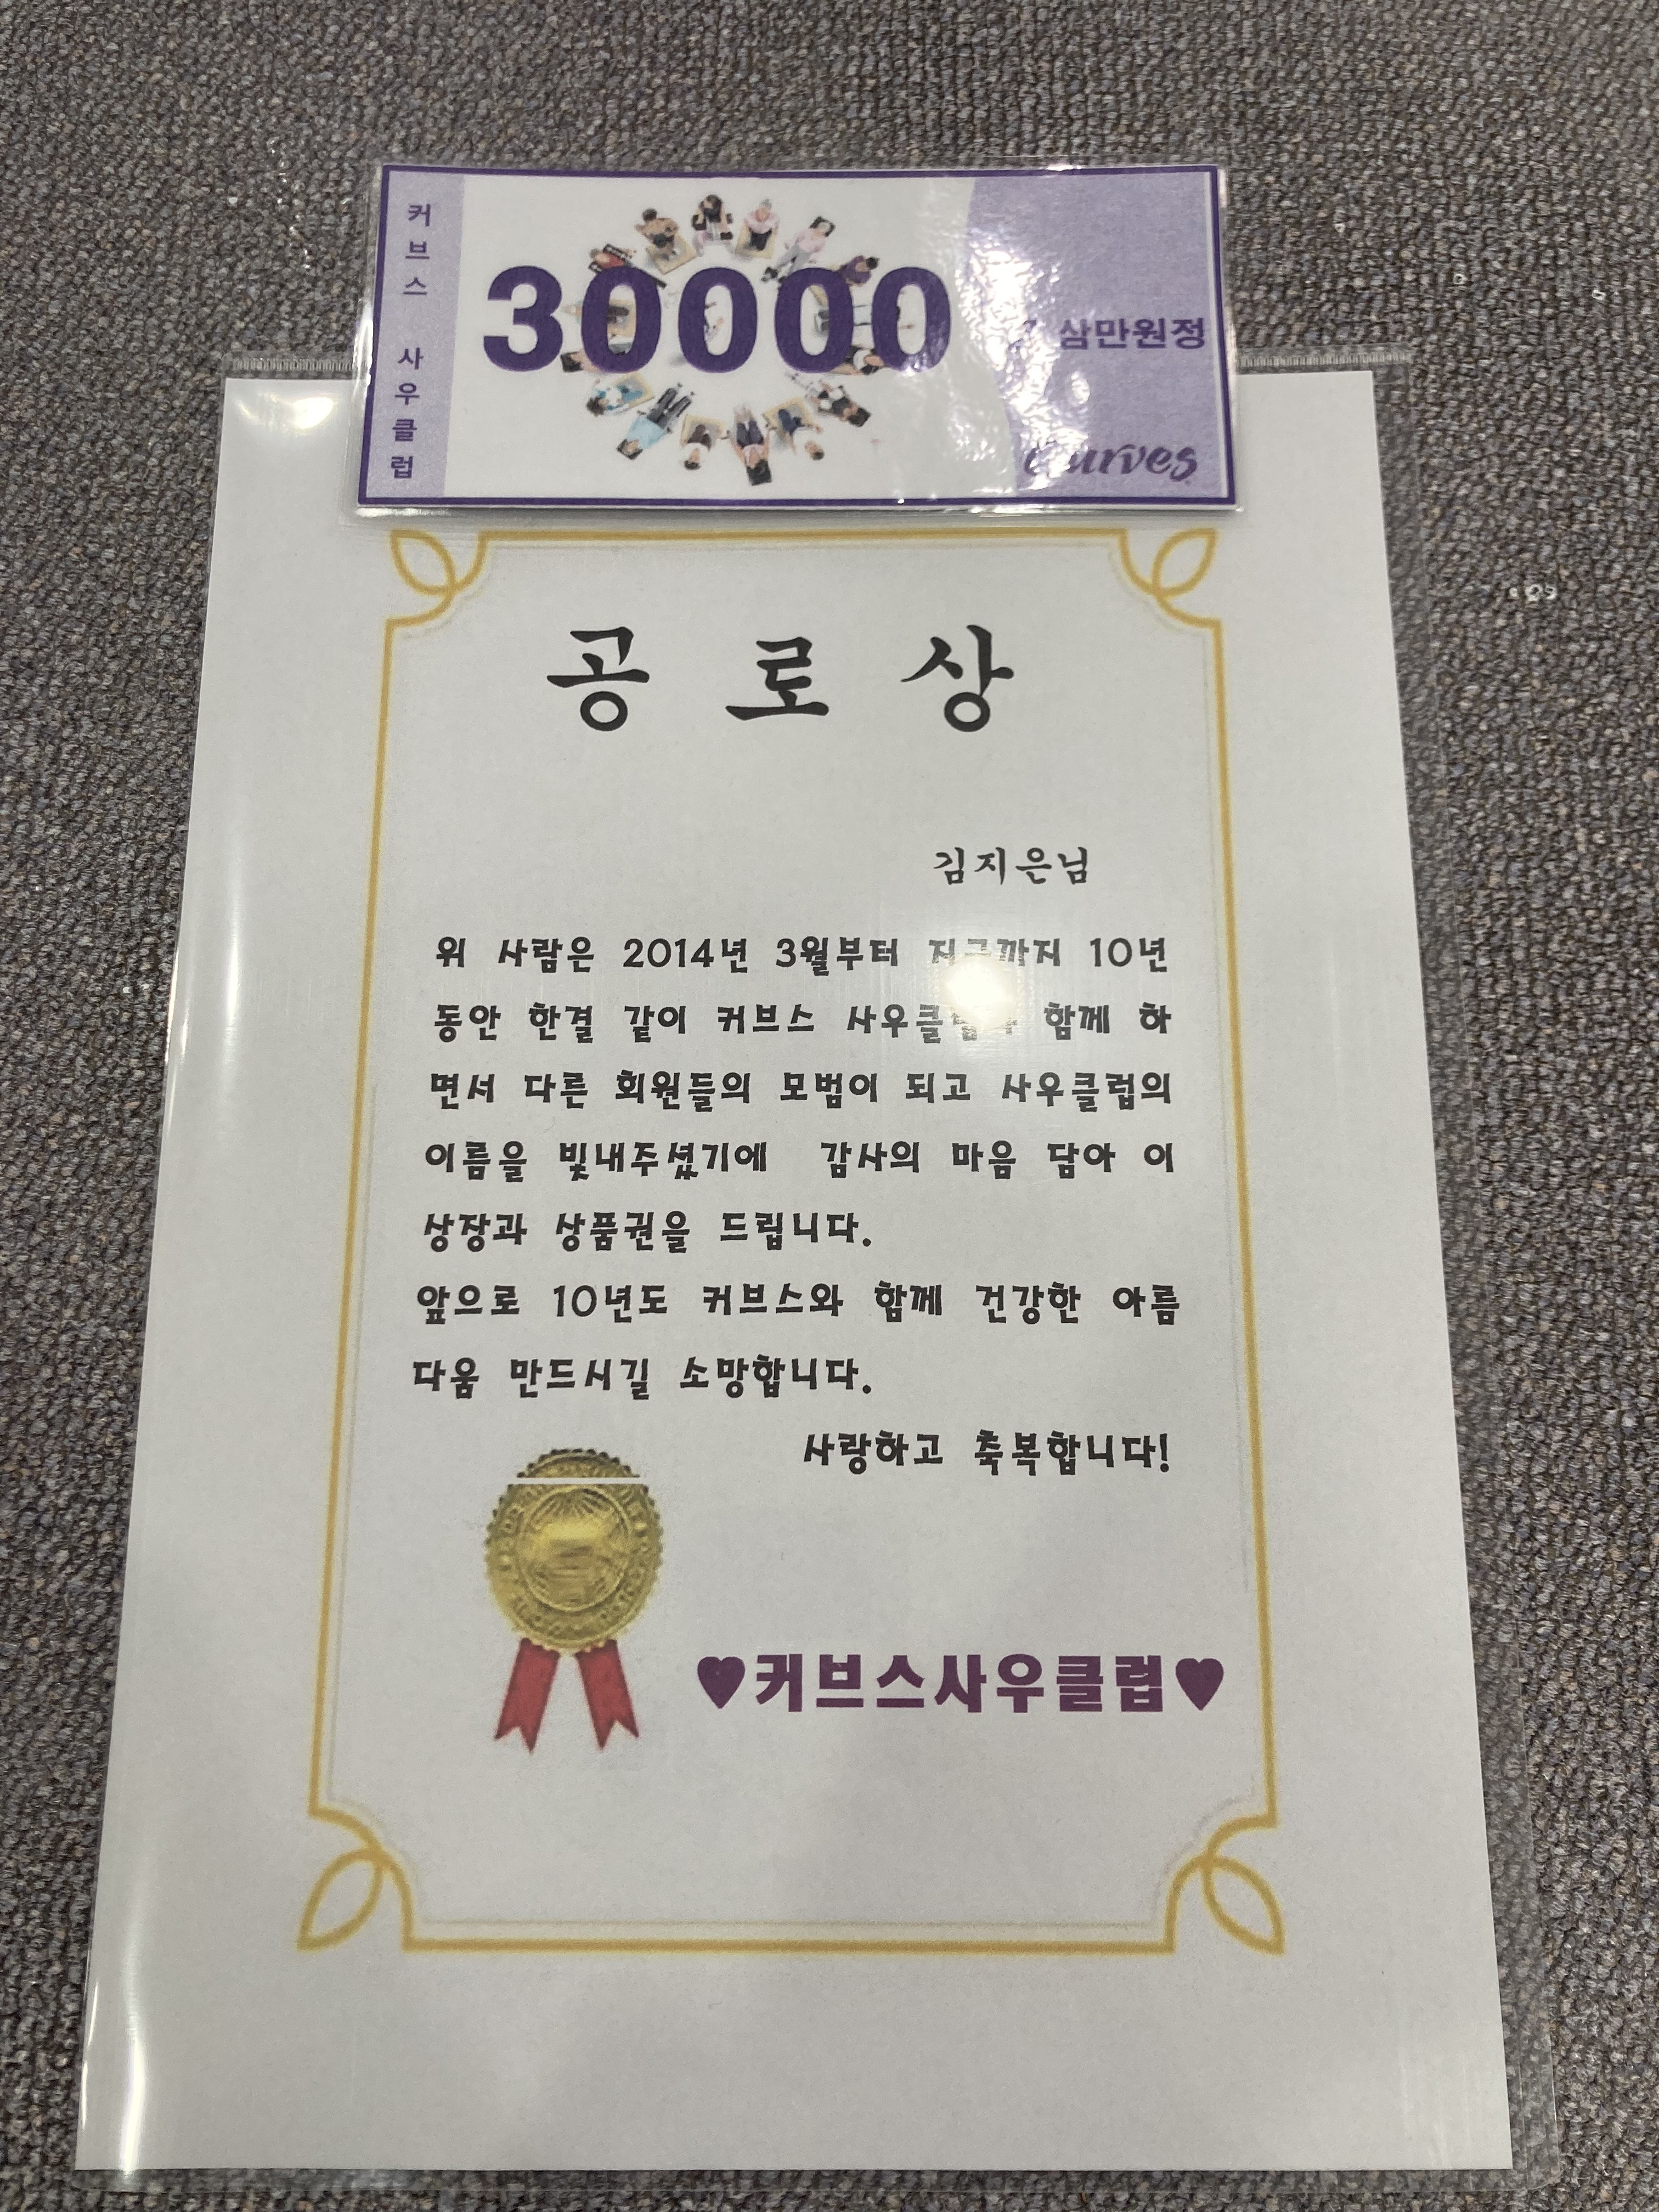 커브스 사우클럽
30000
삼만원정
Curves
공 로 상
김지은님
위 사람은 2014년 3월부터 지금까지 10년
동안 한결 같이 커브스 사우클럽과 함께 하
면서 다른 회원들의 모범이 되고 사우클럽의
이름을 빛내주셨기에 감사의 마음 담아 이
상장과 상품권을 드립니다.
앞으로 10년도 커브스와 함께 건강한 아름
다움 만드시길 소망합니다.
사랑하고 축복합니다!
♥커브스사우클럽♥